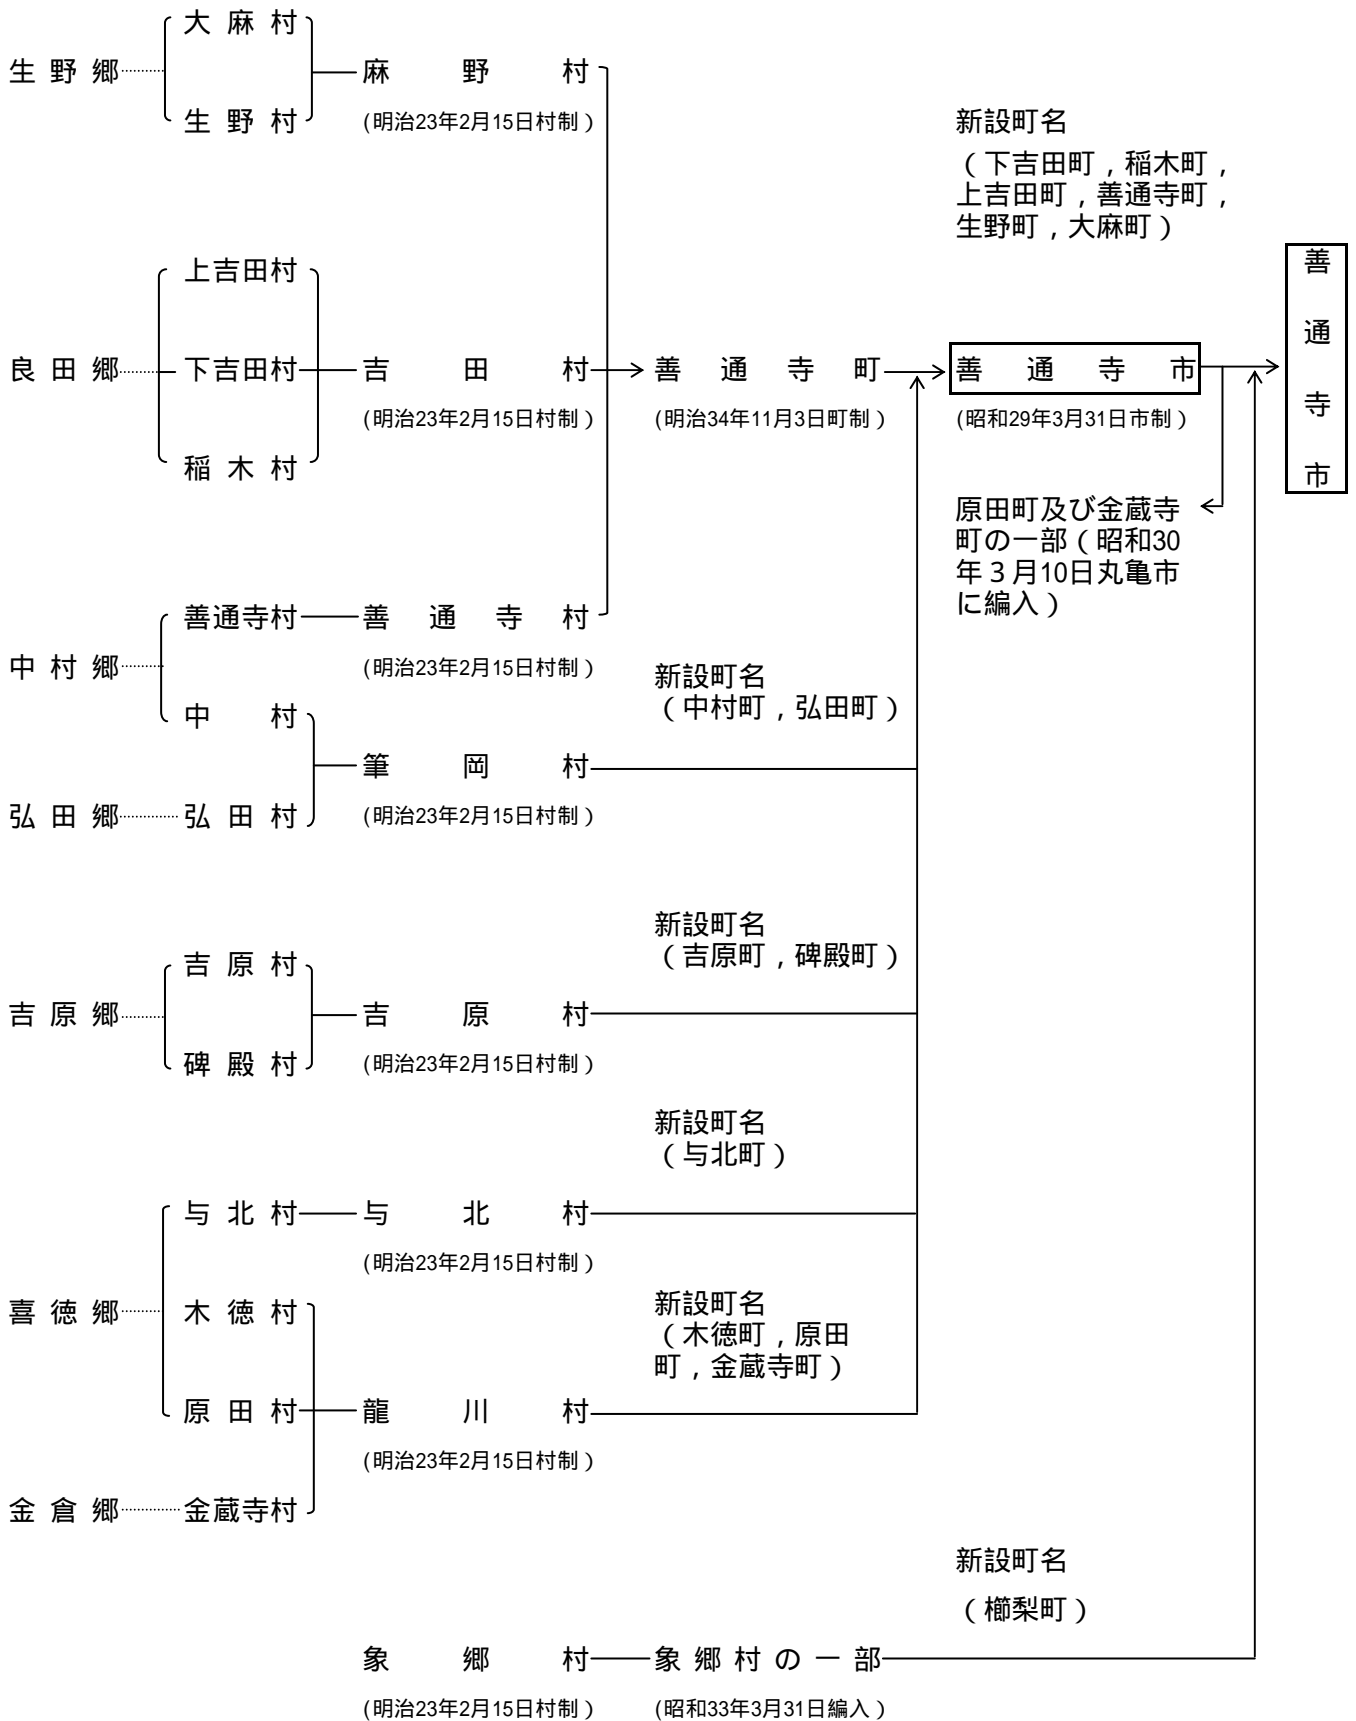 大麻村
生野郷
麻野村
生野村
(明治23年2月15日村制)
新設町名
(下吉田町,稲木町,
上吉田町,善通寺町,
生野町,大麻町)
上吉田村
良田郷
下吉田村
吉田村
善通寺町
善通寺市
善通寺市
(明治23年2月15日村制)
(明治34年11月3日町制)
(昭和29年3月31日市制)
稲木村
原田町及び金蔵寺
町の一部(昭和30
年3月10日丸亀市
に編入)
善通寺村
善通寺村
中村郷
(明治23年2月15日村制)
新設町名
(中村町,弘田町)
中村
筆岡村
弘田郷
弘田村
(明治23年2月15日村制)
新設町名
(吉原町,碑殿町)
吉原村
吉原郷
吉原村
碑殿村
(明治23年2月15日村制)
新設町名
(与北町)
与北村
与北村
(明治23年2月15日村制)
喜徳郷
木徳村
新設町名
(木徳町,原田
町,金蔵寺町)
原田村
龍川村
(明治23年2月15日村制)
金倉郷
金蔵寺村
新設町名
(櫛梨町)
象郷村
象郷村の一部
(明治23年2月15日村制)
(昭和33年3月31日編入)